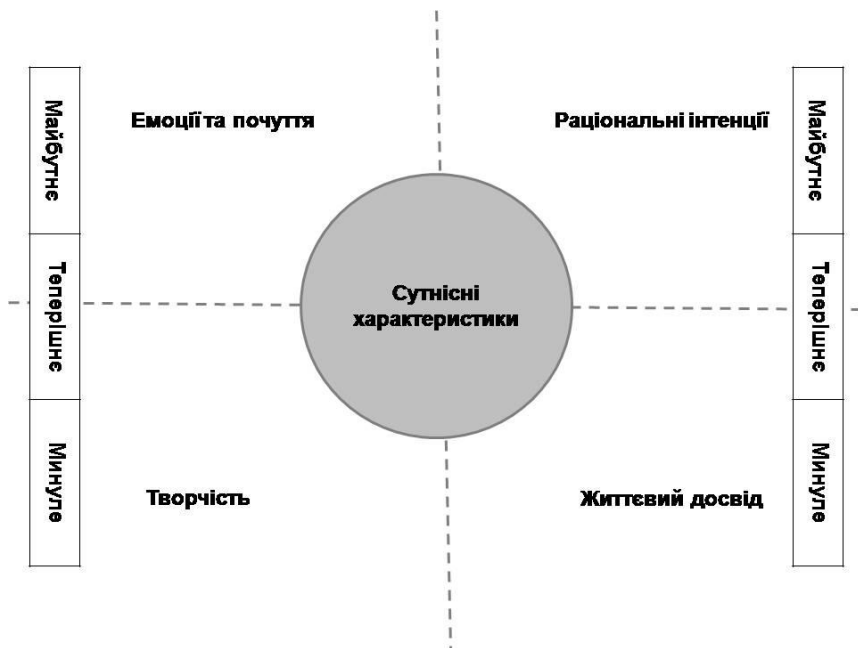 Майбутнє
Емоції та почуття
Раціональні інтенції
Майбутнє
Теперішнє
Сутнісні
характеристики
Теперішнє
Минуле
Творчість
Життєвий досвід
Минуле